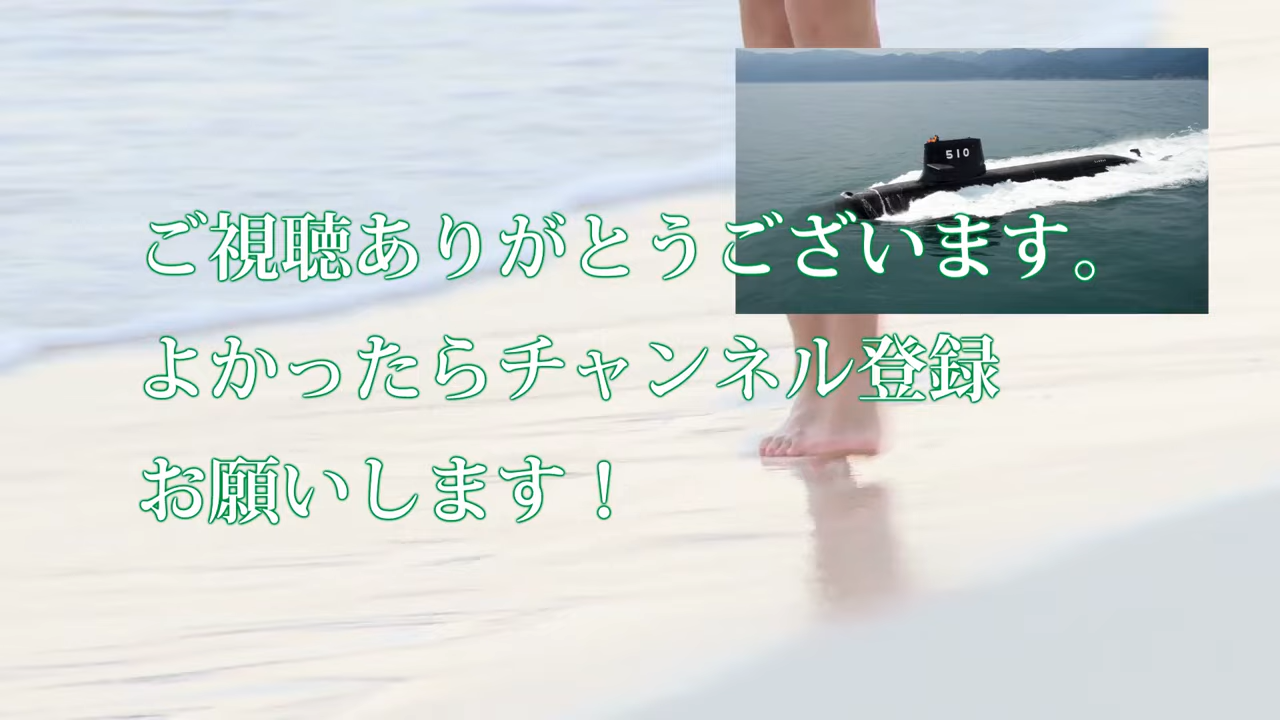 510
ご視聴ありがとうございます。
よかったらチャンネル登録
お願いします！